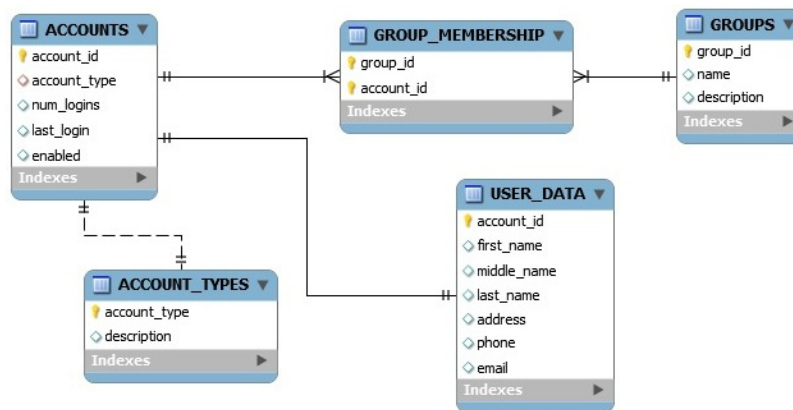 ACCOUNTS
account_id
account_type
num_logins
last_login
enabled
Indexes
GROUP_MEMBERSHIP
group_id
account_id
Indexes
GROUPS
group_id
name
description
Indexes
USER_DATA
account_id
first_name
middle_name
last_name
address
phone
email
Indexes
ACCOUNT_TYPES
account_type
description
Indexes